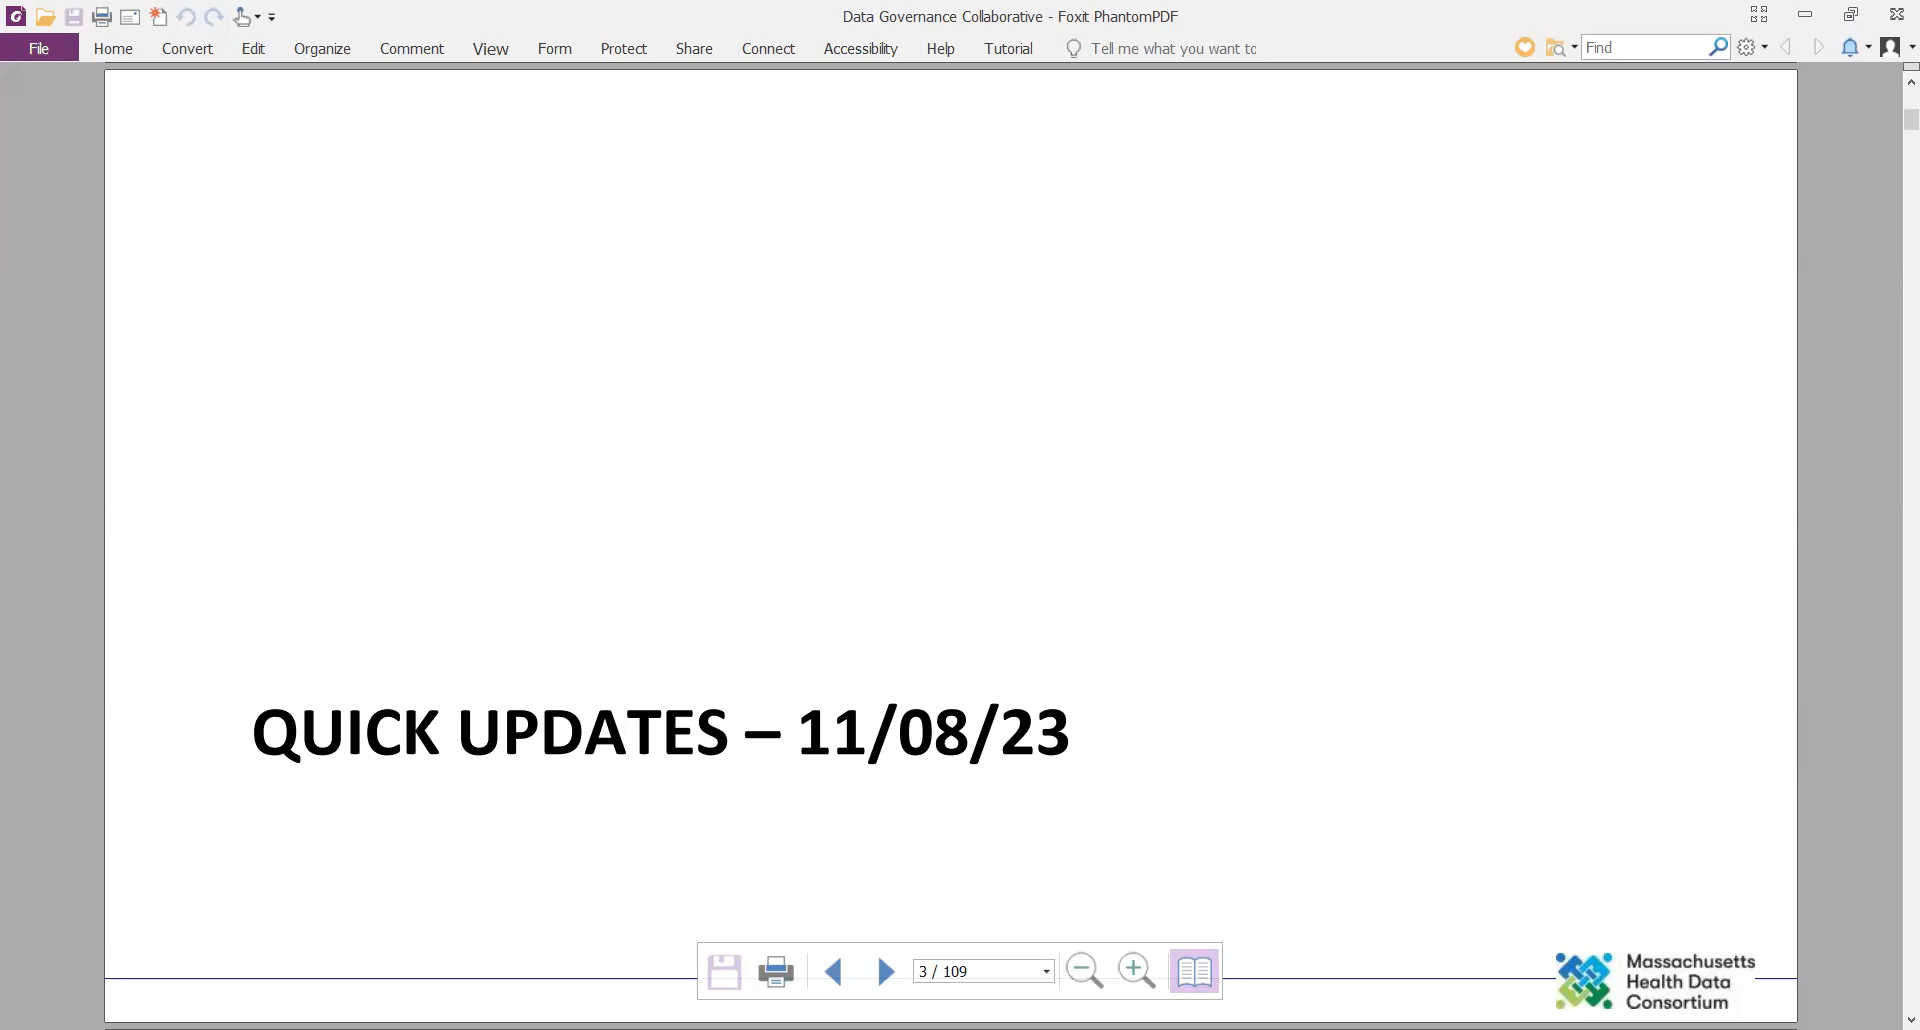 Data Governance Collaborative - Foxit PhantomPDF
File Home Convert Edit Organize Comment View Form Protect Share Connect Accessibility Help Tutorial Tell me what you want to Find
QUICK UPDATES – 11/08/23
3 / 109
Massachusetts
Health Data
Consortium